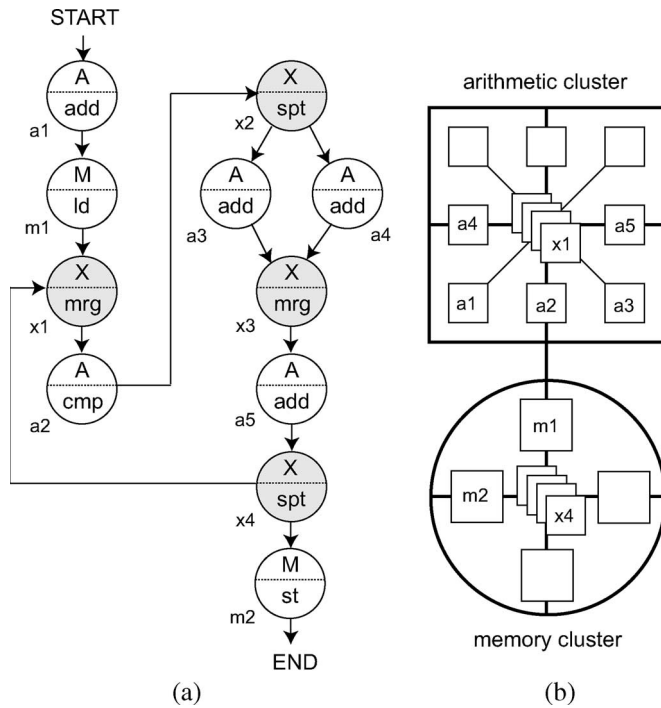 START
A
add
a1
M
ld
m1
X
mrg
x1
A
cmp
a2
X
spt
x2
A
add
a3
A
add
a4
X
mrg
x3
A
add
a5
X
spt
x4
M
st
m2
END
(a)
arithmetic cluster
a4
x1
a5
a1
a2
a3
m1
m2
x4
memory cluster
(b)